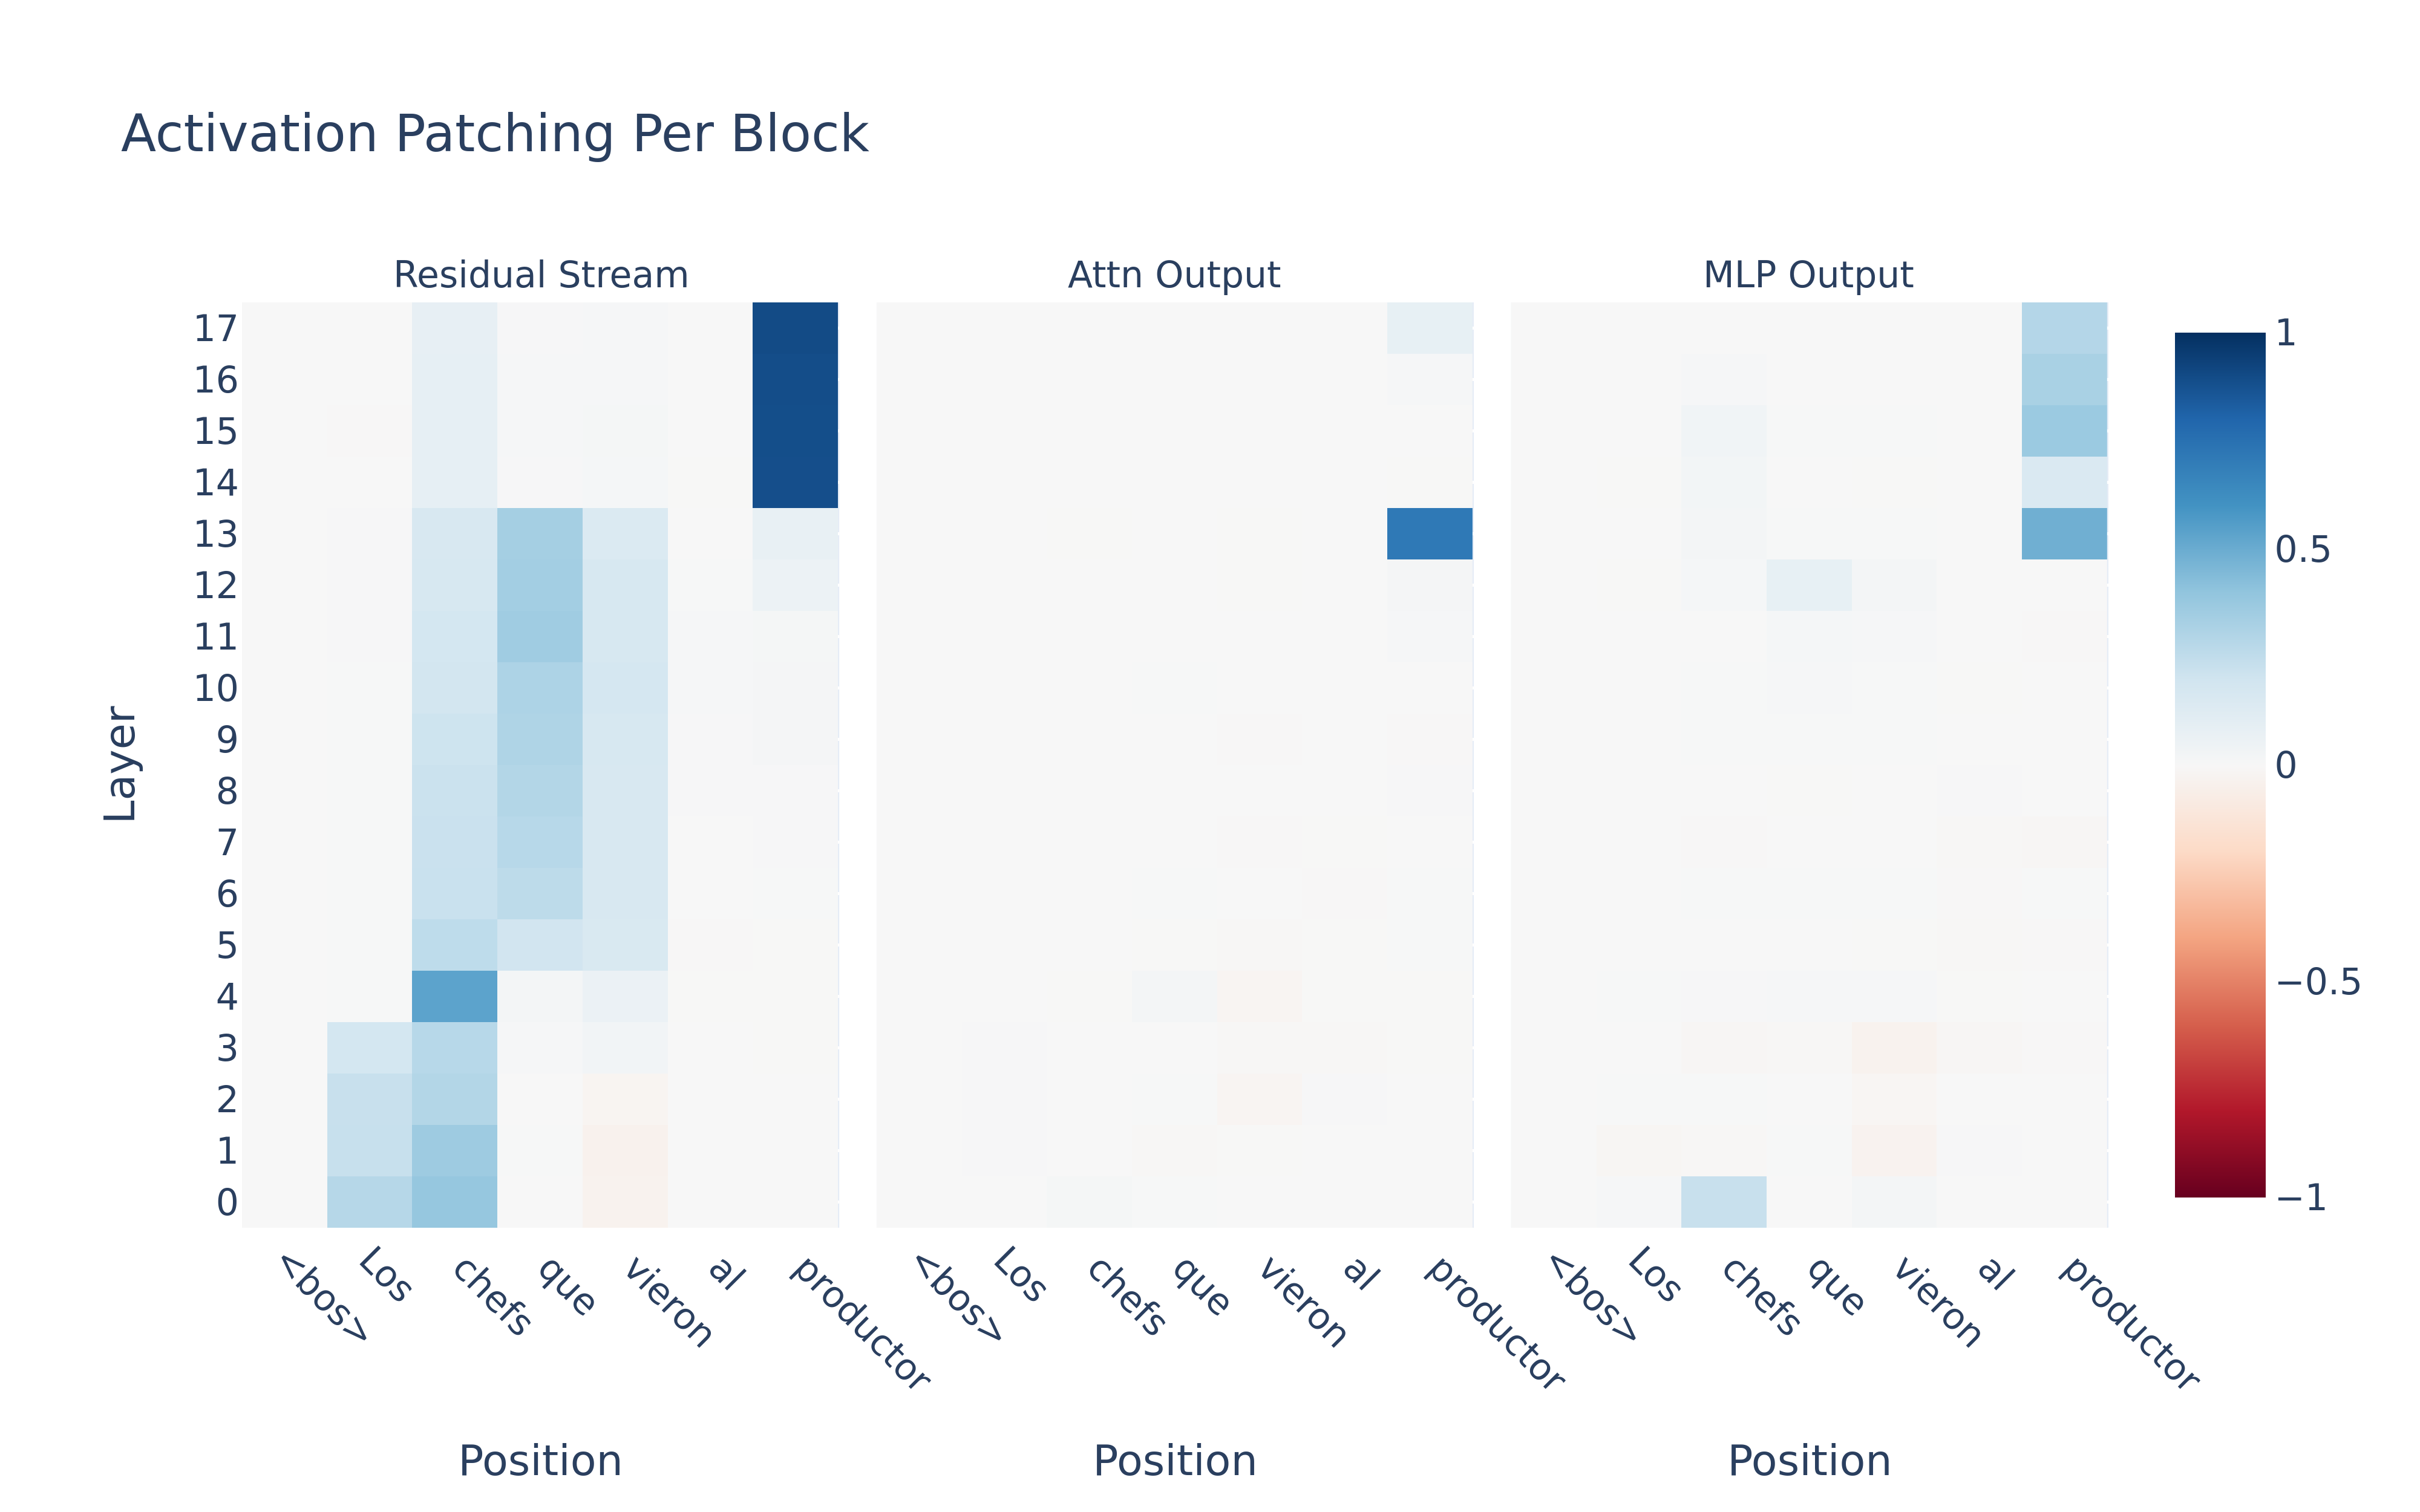 Activation Patching Per Block
Residual Stream
Attn Output
MLP Output
Layer
17
16
15
14
13
12
11
10
9
8
7
6
5
4
3
2
1
0
<bos>
Los
chefs
que
vieron
al
productor
<bos>
Los
chefs
que
vieron
al
productor
<bos>
Los
chefs
que
vieron
al
productor
Position
Position
Position
1
0.5
0
−0.5
−1